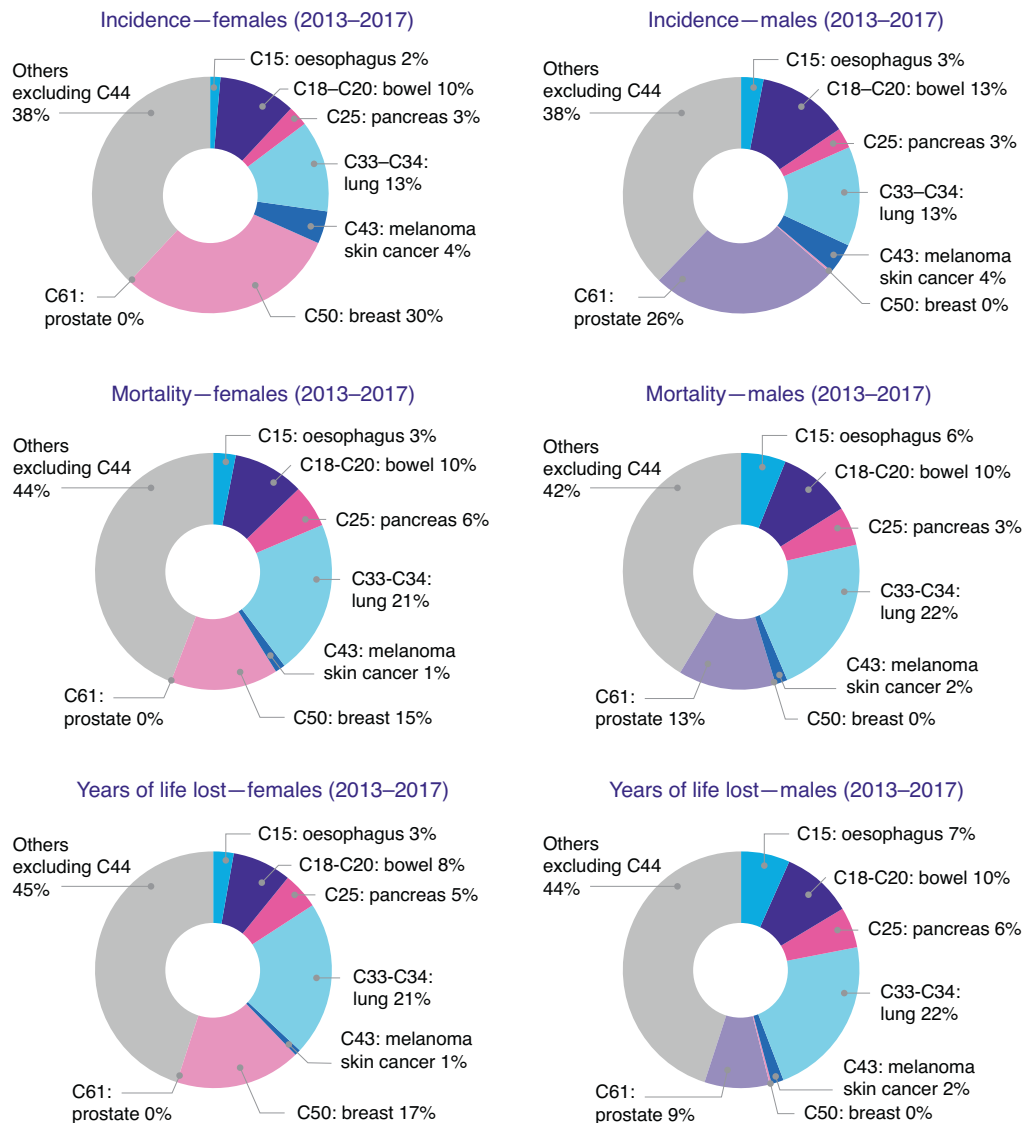 Incidence—females (2013–2017)
C15: oesophagus 2%
Others
excluding C44
38%
C18–C20: bowel 10%
C25: pancreas 3%
C33–C34:
lung 13%
C43: melanoma
skin cancer 4%
C61:
prostate 0%
C50: breast 30%
Incidence—males (2013–2017)
C15: oesophagus 3%
Others
excluding C44
38%
C18–C20: bowel 13%
C25: pancreas 3%
C33–C34:
lung 13%
C43: melanoma
skin cancer 4%
C50: breast 0%
C61:
prostate 26%
Mortality—females (2013–2017)
C15: oesophagus 3%
Others
excluding C44
44%
C18-C20: bowel 10%
C25: pancreas 6%
C33-C34:
lung 21%
C43: melanoma
skin cancer 1%
C61:
prostate 0%
C50: breast 15%
Mortality—males (2013–2017)
C15: oesophagus 6%
Others
excluding C44
42%
C18-C20: bowel 10%
C25: pancreas 3%
C33-C34:
lung 22%
C43: melanoma
skin cancer 2%
C61:
prostate 13%
C50: breast 0%
Years of life lost—females (2013–2017)
C15: oesophagus 3%
Others
excluding C44
45%
C18-C20: bowel 8%
C25: pancreas 5%
C33-C34:
lung 21%
C43: melanoma
skin cancer 1%
C61:
prostate 0%
C50: breast 17%
Years of life lost—males (2013–2017)
C15: oesophagus 7%
Others
excluding C44
44%
C18-C20: bowel 10%
C25: pancreas 6%
C33-C34:
lung 22%
C43: melanoma
skin cancer 2%
C61:
prostate 9%
C50: breast 0%